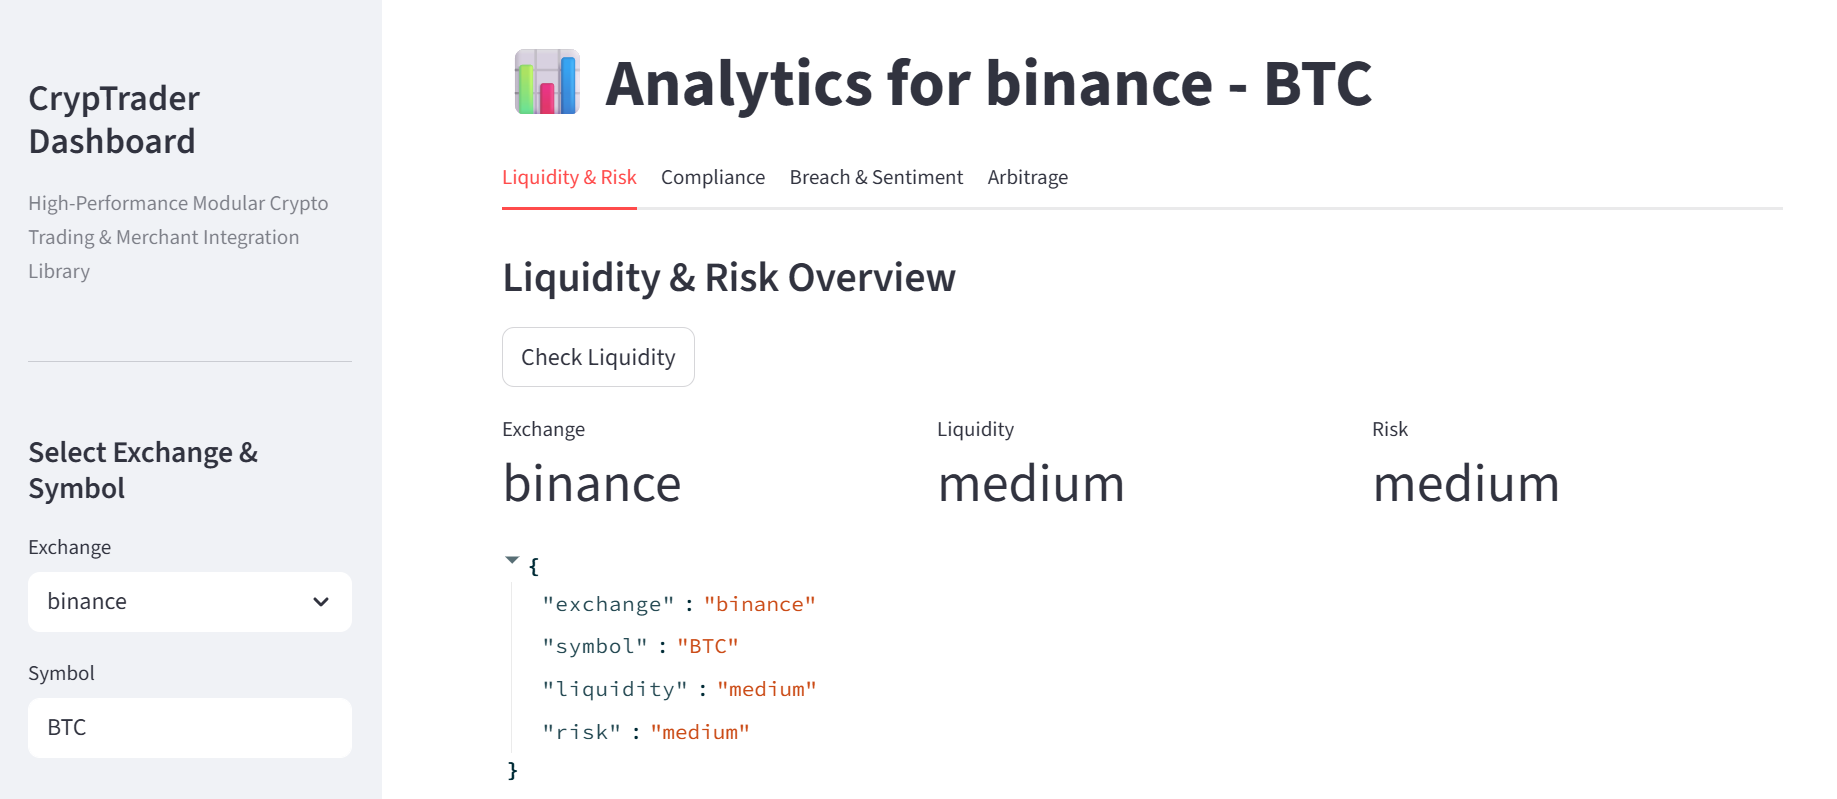 CrypTrader
Dashboard
High-Performance Modular Crypto
Trading & Merchant Integration
Library
Select Exchange &
Symbol
Exchange
binance
Symbol
BTC
Analytics for binance - BTC
Liquidity & Risk Compliance Breach & Sentiment Arbitrage
Liquidity & Risk Overview
Check Liquidity
Exchange Liquidity Risk
binance medium medium
{
"exchange" : "binance"
"symbol" : "BTC"
"liquidity" : "medium"
"risk" : "medium"
}